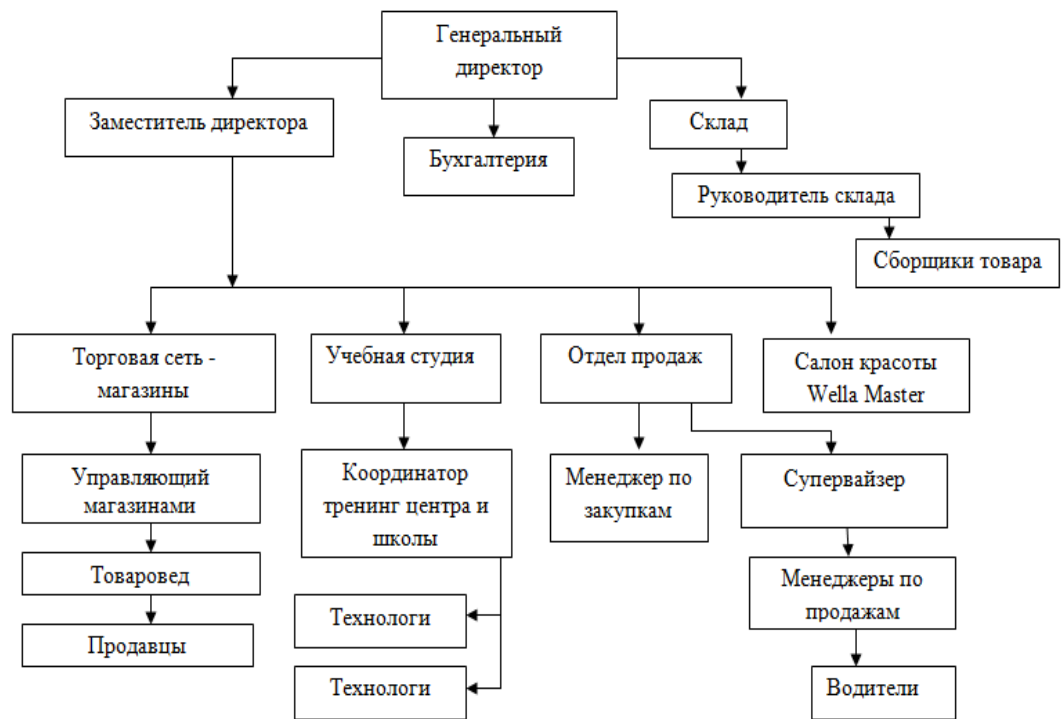 Генеральный
директор
Заместитель директора
Склад
Бухгалтерия
Руководитель склада
Сборщики товара
Торговая сеть -
магазины
Учебная студия
Отдел продаж
Салон красоты
Wella Master
Управляющий
магазинами
Координатор
тренинг центра и
школы
Менеджер по
закупкам
Супервайзер
Товаровед
Менеджеры по
продажам
Технологи
Продавцы
Технологи
Водители